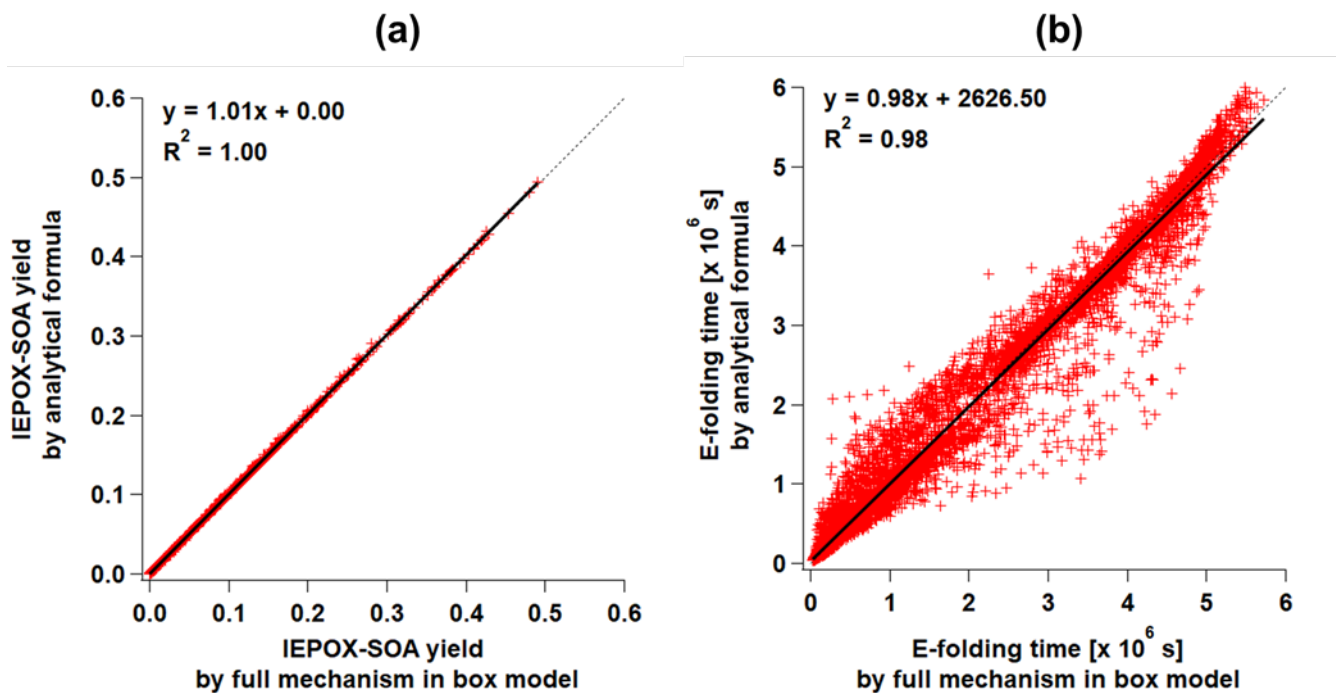 (a)
y = 1.01x + 0.00
R² = 1.00
0.6
0.5
0.4
0.3
0.2
0.1
0.0
IEPOX-SOA yield
by analytical formula
0.0 0.1 0.2 0.3 0.4 0.5 0.6
IEPOX-SOA yield
by full mechanism in box model
(b)
y = 0.98x + 2626.50
R² = 0.98
6
5
4
3
2
1
0
E-folding time [x 10⁶ s]
by analytical formula
0 1 2 3 4 5 6
E-folding time [x 10⁶ s]
by full mechanism in box model